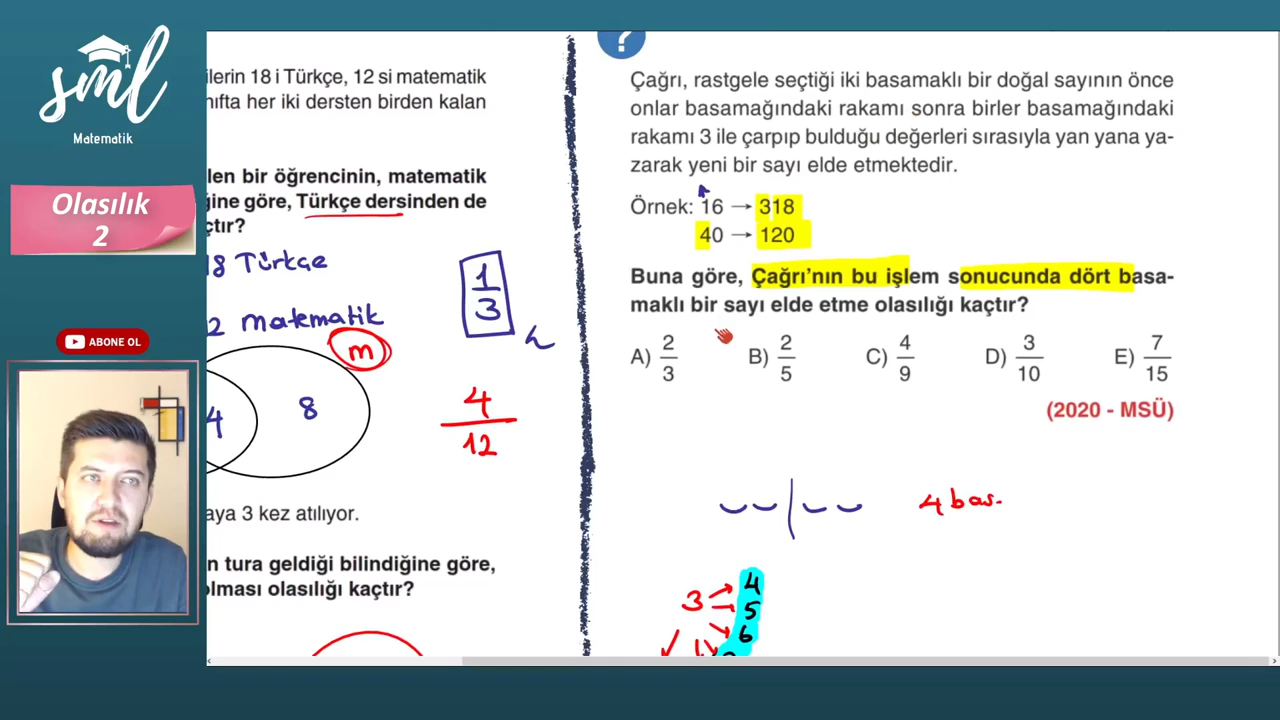 sml
Matematik
Olasılık
2
ABONE OL
ilerin 18 i Türkçe, 12 si matematik
nıfta her iki dersten birden kalan
len bir öğrencinin, matematik
ğine göre, Türkçe dersinden de
çtır?
18 Türkçe
2 matematik
m
4
8
1
3
4
12
aya 3 kez atılıyor.
n tura geldiği bilindiğine göre,
olması olasılığı kaçtır?
?
Çağrı, rastgele seçtiği iki basamaklı bir doğal sayının önce
onlar basamağındaki rakamı sonra birler basamağındaki
rakamı 3 ile çarpıp bulduğu değerleri sırasıyla yan yana ya-
zarak yeni bir sayı elde etmektedir.
Örnek: 16 → 318
40 → 120
Buna göre, Çağrı'nın bu işlem sonucunda dört basa-
maklı bir sayı elde etme olasılığı kaçtır?
A) 2/3 B) 2/5 C) 4/9 D) 3/10 E) 7/15
(2020 - MSÜ)
4 bas.
3 4
5
6